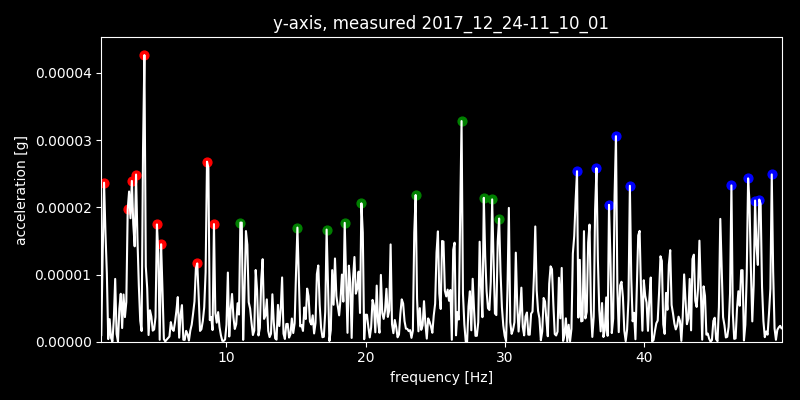 y-axis, measured 2017_12_24-11_10_01
0.00004
0.00003
0.00002
0.00001
0.00000
acceleration [g]
10 20 30 40
frequency [Hz]